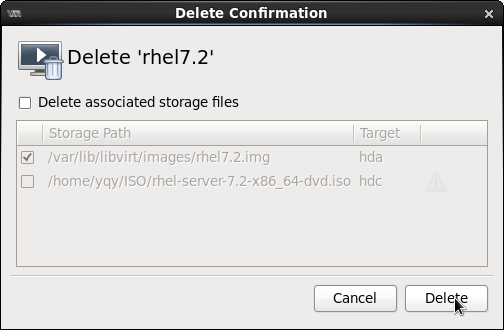 Delete Confirmation
Delete 'rhel7.2'
Delete associated storage files
Storage Path Target
/var/lib/libvirt/images/rhel7.2.img hda
/home/yqy/ISO/rhel-server-7.2-x86_64-dvd.iso hdc
Cancel Delete